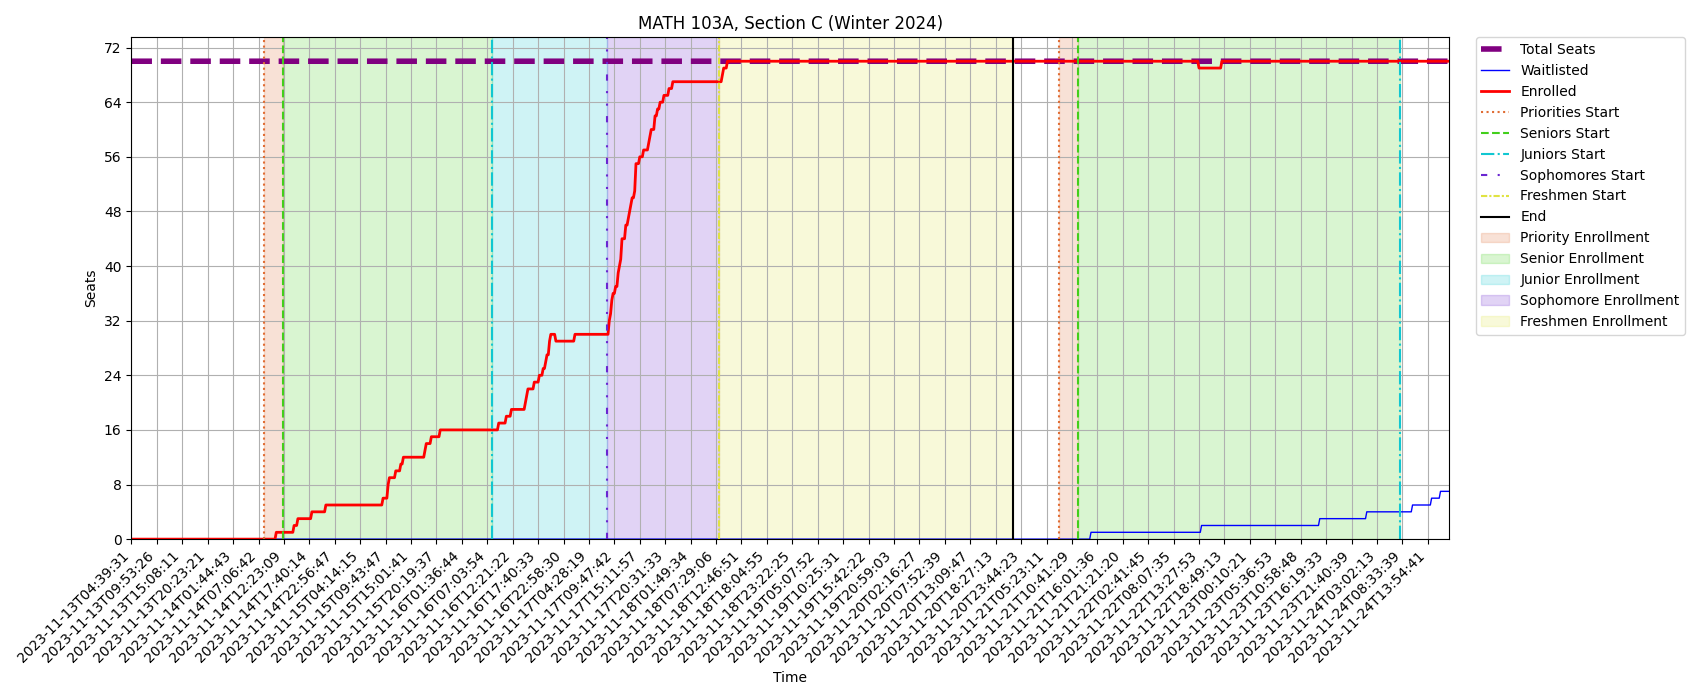 MATH 103A, Section C (Winter 2024)
Seats
72
64
56
48
40
32
24
16
8
0
2023-11-13T04:39:31
2023-11-13T09:53:26
2023-11-13T15:08:11
2023-11-13T20:23:21
2023-11-14T01:44:43
2023-11-14T07:06:42
2023-11-14T12:23:09
2023-11-14T17:40:14
2023-11-14T22:56:47
2023-11-15T04:14:15
2023-11-15T09:43:47
2023-11-15T15:01:41
2023-11-15T20:19:37
2023-11-16T01:36:44
2023-11-16T07:03:54
2023-11-16T12:21:22
2023-11-16T17:40:33
2023-11-16T22:58:30
2023-11-17T04:28:19
2023-11-17T09:47:42
2023-11-17T15:11:57
2023-11-17T20:31:33
2023-11-18T01:49:34
2023-11-18T07:29:06
2023-11-18T12:46:51
2023-11-18T18:04:55
2023-11-18T23:22:25
2023-11-19T05:07:52
2023-11-19T10:25:31
2023-11-19T15:42:22
2023-11-19T20:59:03
2023-11-20T02:16:27
2023-11-20T07:52:39
2023-11-20T13:09:47
2023-11-20T18:27:13
2023-11-20T23:44:23
2023-11-21T05:23:11
2023-11-21T10:41:29
2023-11-21T16:01:36
2023-11-21T21:21:20
2023-11-22T02:41:45
2023-11-22T08:07:35
2023-11-22T13:27:53
2023-11-22T18:49:13
2023-11-23T00:10:21
2023-11-23T05:36:53
2023-11-23T10:58:48
2023-11-23T16:19:33
2023-11-23T21:40:39
2023-11-24T03:02:13
2023-11-24T08:33:39
2023-11-24T13:54:41
Time
Total Seats
Waitlisted
Enrolled
Priorities Start
Seniors Start
Juniors Start
Sophomores Start
Freshmen Start
End
Priority Enrollment
Senior Enrollment
Junior Enrollment
Sophomore Enrollment
Freshmen Enrollment